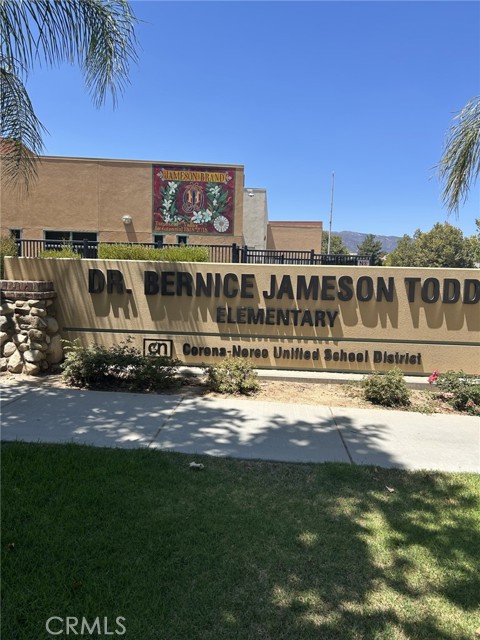 JAMESON BRAND
DR. BERNICE JAMESON TODD
ELEMENTARY
cn
Corona-Norco Unified School District
CRMLS